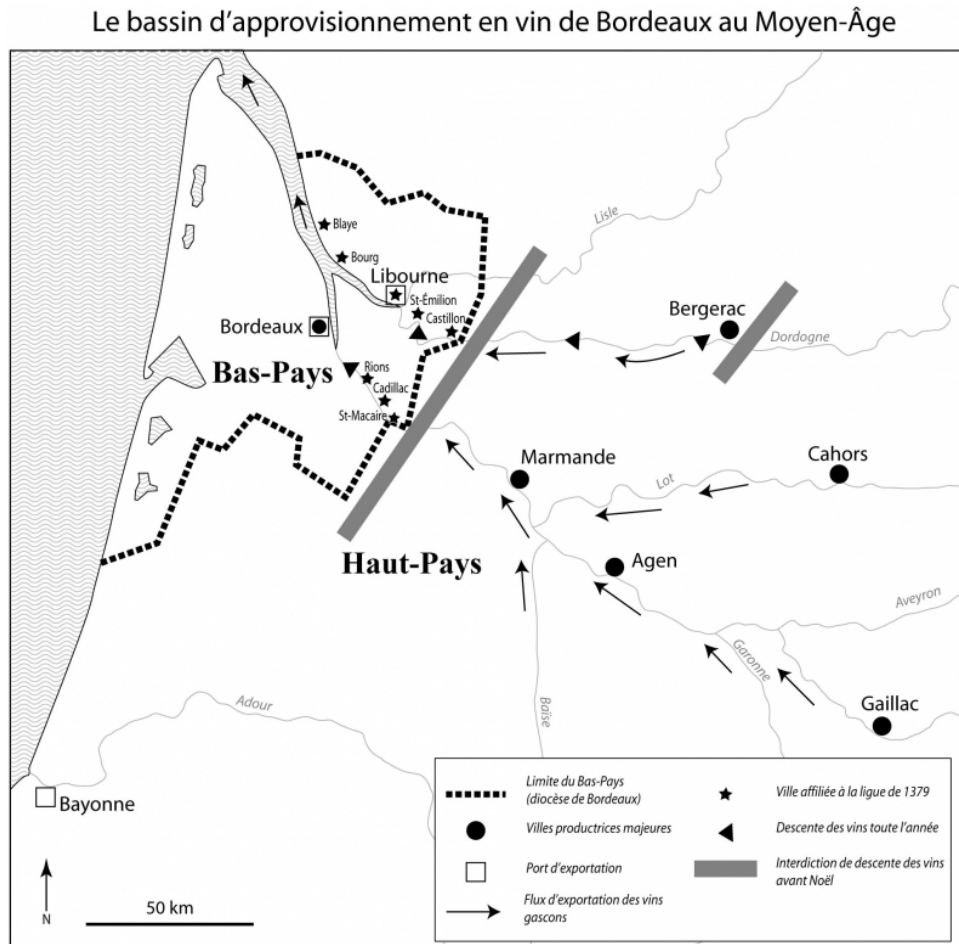 Le bassin d'approvisionnement en vin de Bordeaux au Moyen-Âge
Lisle
Blaye
Bourg
Libourne
St-Émilion
Castillon
Bordeaux
Bergerac
Dordogne
Bas-Pays
Rions
Cadillac
St-Macaire
Marmande
Cahors
Lot
Haut-Pays
Agen
Aveyron
Garonne
Baïse
Gaillac
Adour
Bayonne
N
50 km
Limite du Bas-Pays
(diocèse de Bordeaux)
Villes productrices majeures
Port d'exportation
Flux d'exportation des vins
gascons
Ville affiliée à la ligue de 1379
Descente des vins toute l'année
Interdiction de descente des vins
avant Noël